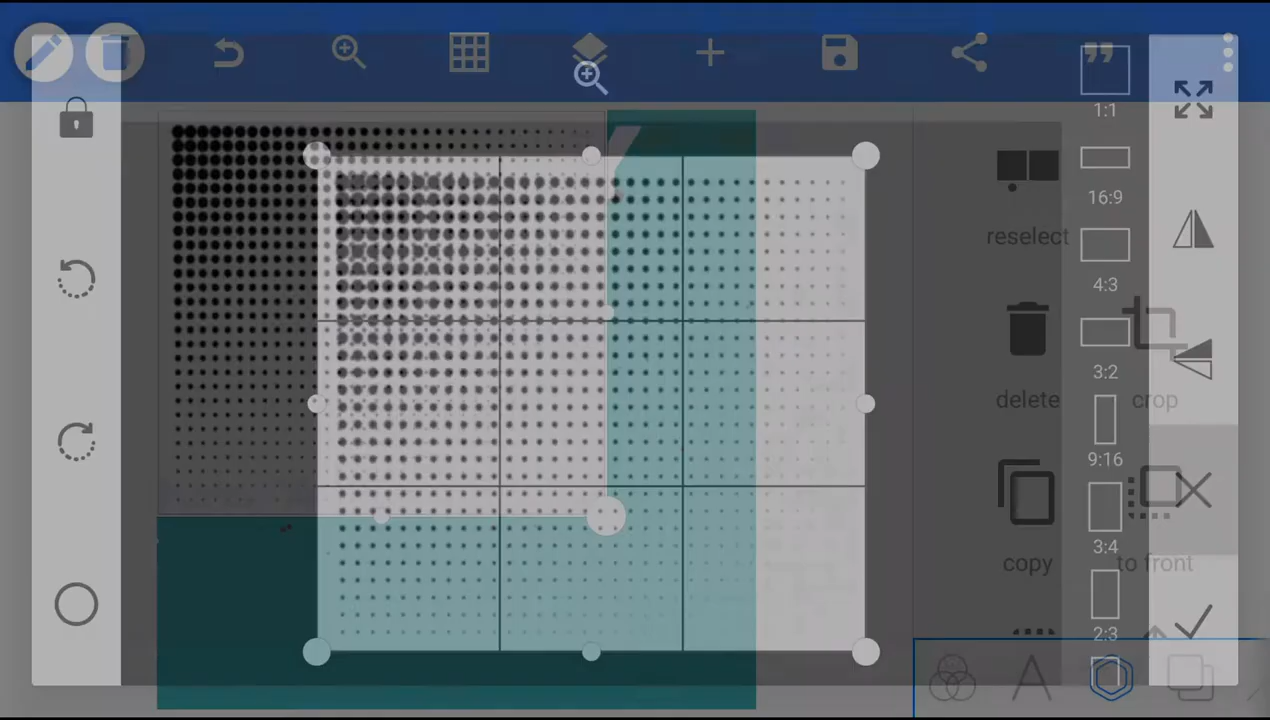 1:1
16:9
reselect
4:3
3:2
delete
crop
9:16
3:4
copy
to front
2:3